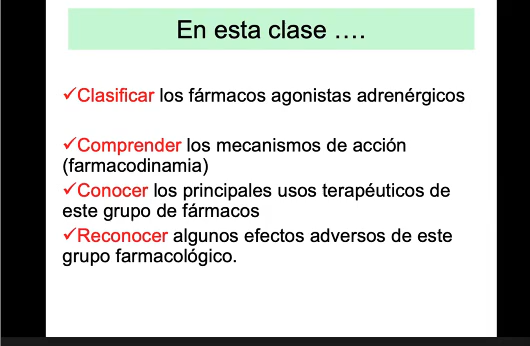 En esta clase ....
✓Clasificar los fármacos agonistas adrenérgicos
✓Comprender los mecanismos de acción
(farmacodinamia)
✓Conocer los principales usos terapéuticos de
este grupo de fármacos
✓Reconocer algunos efectos adversos de este
grupo farmacológico.